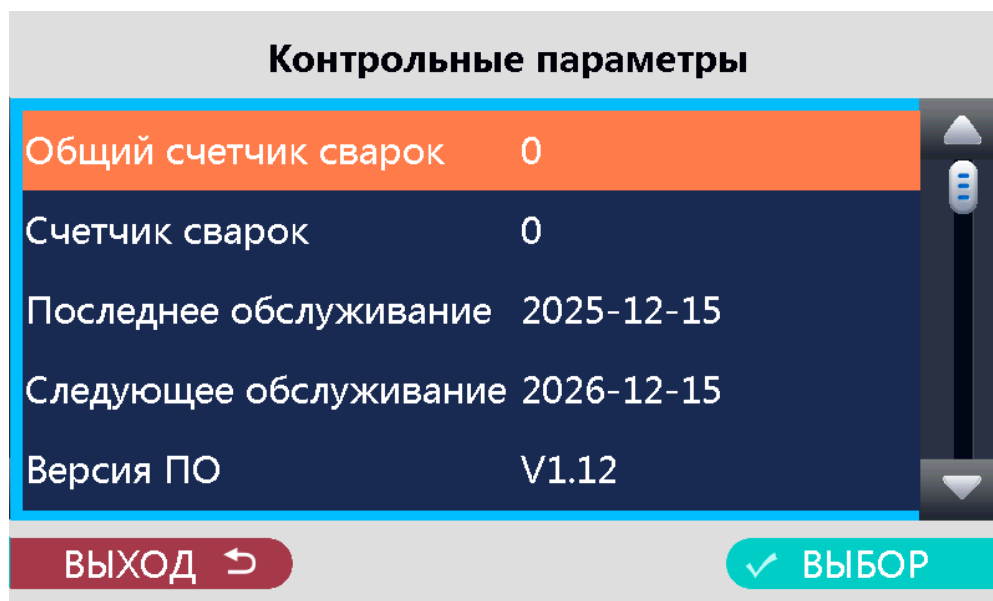 Контрольные параметры
Общий счетчик сварок 0
Счетчик сварок 0
Последнее обслуживание 2025-12-15
Следующее обслуживание 2026-12-15
Версия ПО V1.12
ВЫХОД ВЫБОР